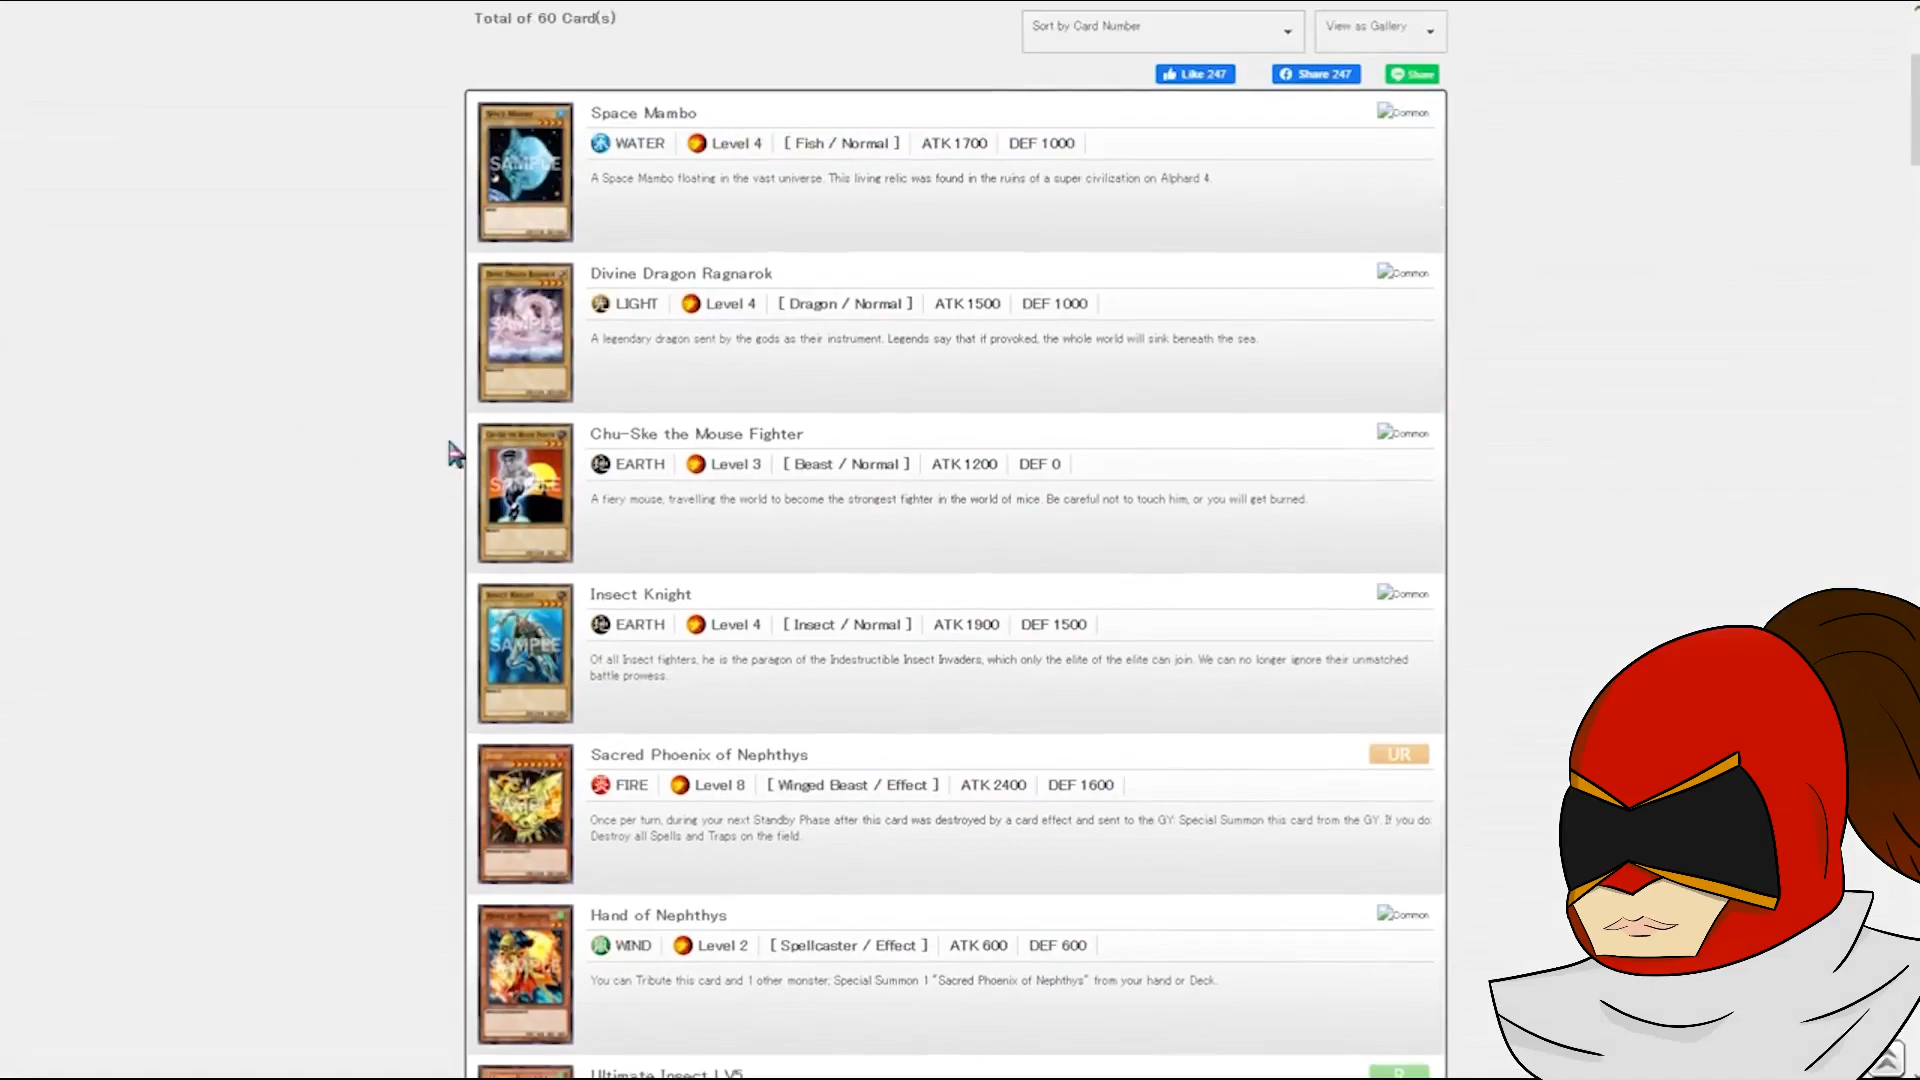 Total of 60 Card(s)
Sort by Card Number
View as Gallery
Like 247
Share 247
Share
Space Mambo
Common
WATER Level 4 [ Fish / Normal ] ATK 1700 DEF 1000
A Space Mambo floating in the vast universe. This living relic was found in the ruins of a super civilization on Alphard 4.
SAMPLE
Divine Dragon Ragnarok
Common
LIGHT Level 4 [ Dragon / Normal ] ATK 1500 DEF 1000
A legendary dragon sent by the gods as their instrument. Legends say that if provoked, the whole world will sink beneath the sea.
SAMPLE
Chu-Ske the Mouse Fighter
Common
EARTH Level 3 [ Beast / Normal ] ATK 1200 DEF 0
A fiery mouse, travelling the world to become the strongest fighter in the world of mice. Be careful not to touch him, or you will get burned.
SAMPLE
Insect Knight
Common
EARTH Level 4 [ Insect / Normal ] ATK 1900 DEF 1500
Of all Insect fighters, he is the paragon of the Indestructible Insect Invaders, which only the elite of the elite can join. We can no longer ignore their unmatched
battle prowess.
SAMPLE
Sacred Phoenix of Nephthys
UR
FIRE Level 8 [ Winged Beast / Effect ] ATK 2400 DEF 1600
Once per turn, during your next Standby Phase after this card was destroyed by a card effect and sent to the GY: Special Summon this card from the GY. If you do:
Destroy all Spells and Traps on the field.
SAMPLE
Hand of Nephthys
Common
WIND Level 2 [ Spellcaster / Effect ] ATK 600 DEF 600
You can Tribute this card and 1 other monster; Special Summon 1 "Sacred Phoenix of Nephthys" from your hand or Deck.
SAMPLE
Ultimate Insect LV5
R